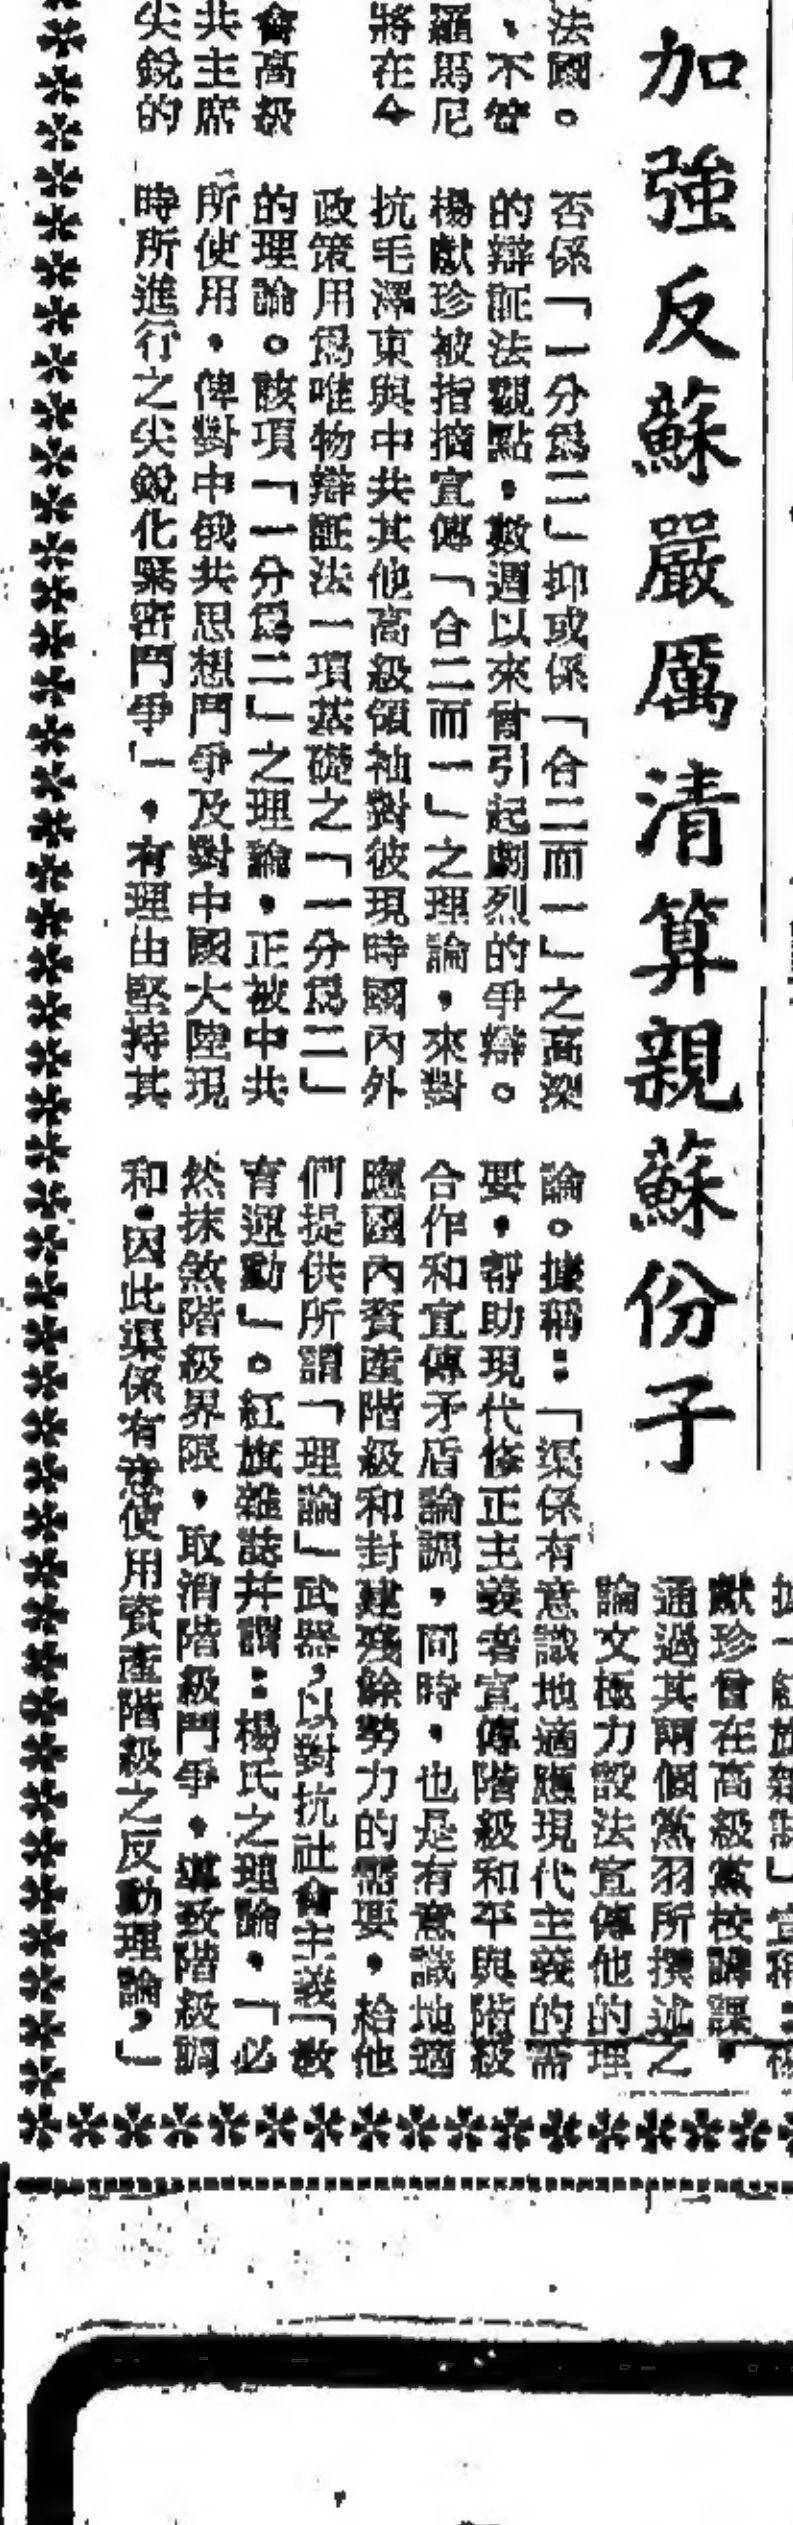 加強反蘇嚴厲清算親蘇份子
法國。
、不管
羅馬尼
將在今
會高級
共主席
尖銳的
否係「一分爲二」抑或係「合二而一」之高深
的辯証法觀點，數週以來曾引起劇烈的爭辯。
楊獻珍被指摘宣傳「合二而一」之理論，來對
抗毛澤東與中共其他高級領袖對彼現時國內外
政策用爲唯物辯証法一項基礎之「一分爲二」
的理論。該項「一分爲二」之理論，正被中共
所使用，俾對中俄共思想鬥爭及對中國大陸現
時所進行之尖銳化緊密鬥爭「，有理由堅持其
紅旗雜誌」宣稱：楊
獻珍曾在高級黨校講課，
通過其兩個黨羽所撰述之
論文極力設法宣傳他的理
論。據稱：「渠係有意識地適應現代主義的需
要，帮助現代修正主義者宣傳階級和平與階級
合作和宣傳矛盾論調，同時，也是有意識地適
應國內資產階級和封建殘餘勢力的需要，給他
們提供所謂「理論」武器，以對抗社會主義「教
育運動」。紅旗雜誌并謂：楊氏之理論，「必
然抹煞階級界限，取消階級鬥爭，導致階級調
和，因此渠係有意使用資產階級之反動理論，」